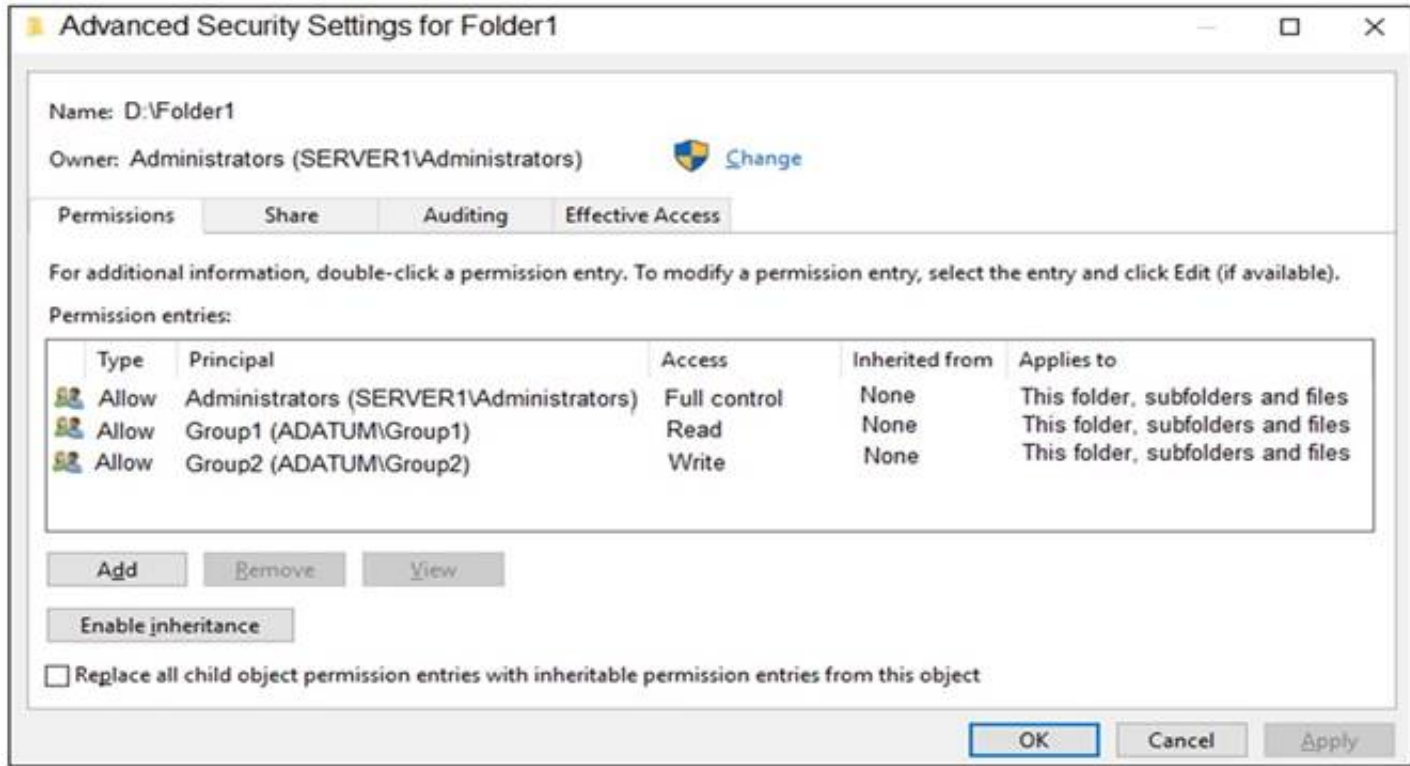 Advanced Security Settings for Folder1
Name: D:\Folder1
Owner: Administrators (SERVER1\Administrators) Change
Permissions Share Auditing Effective Access
For additional information, double-click a permission entry. To modify a permission entry, select the entry and click Edit (if available).
Permission entries:
Type Principal Access Inherited from Applies to
Allow Administrators (SERVER1\Administrators) Full control None This folder, subfolders and files
Allow Group1 (ADATUM\Group1) Read None This folder, subfolders and files
Allow Group2 (ADATUM\Group2) Write None This folder, subfolders and files
Add Remove View
Enable inheritance
Replace all child object permission entries with inheritable permission entries from this object
OK Cancel Apply